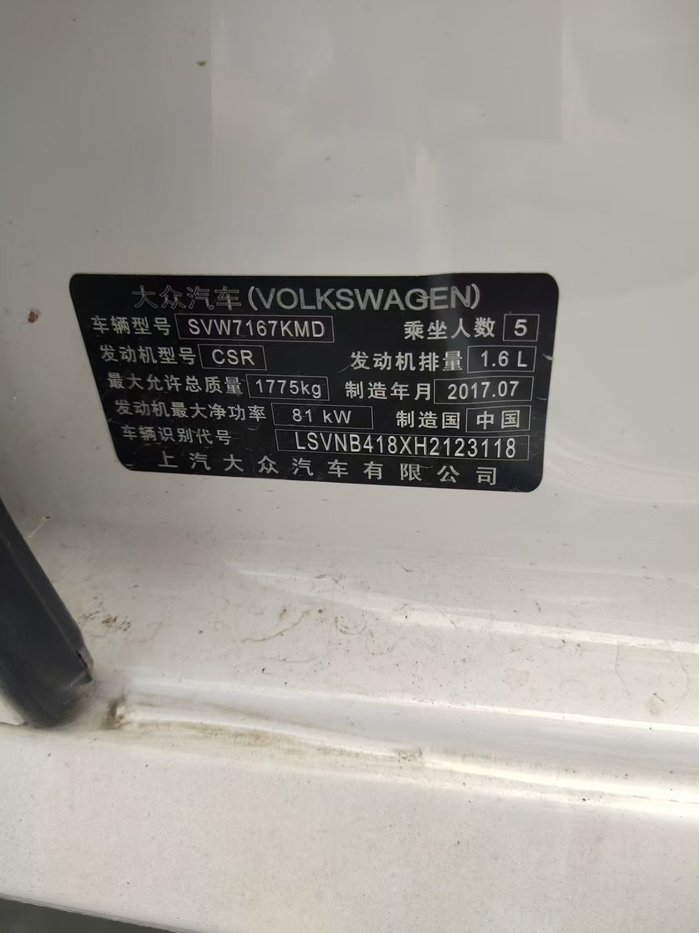 大众汽车(VOLKSWAGEN)
车辆型号 SVW7167KMD 乘坐人数 5
发动机型号 CSR 发动机排量 1.6 L
最大允许总质量 1775kg 制造年月 2017.07
发动机最大净功率 81 kW 制造国 中国
车辆识别代号 LSVNB418XH2123118
上汽大众汽车有限公司